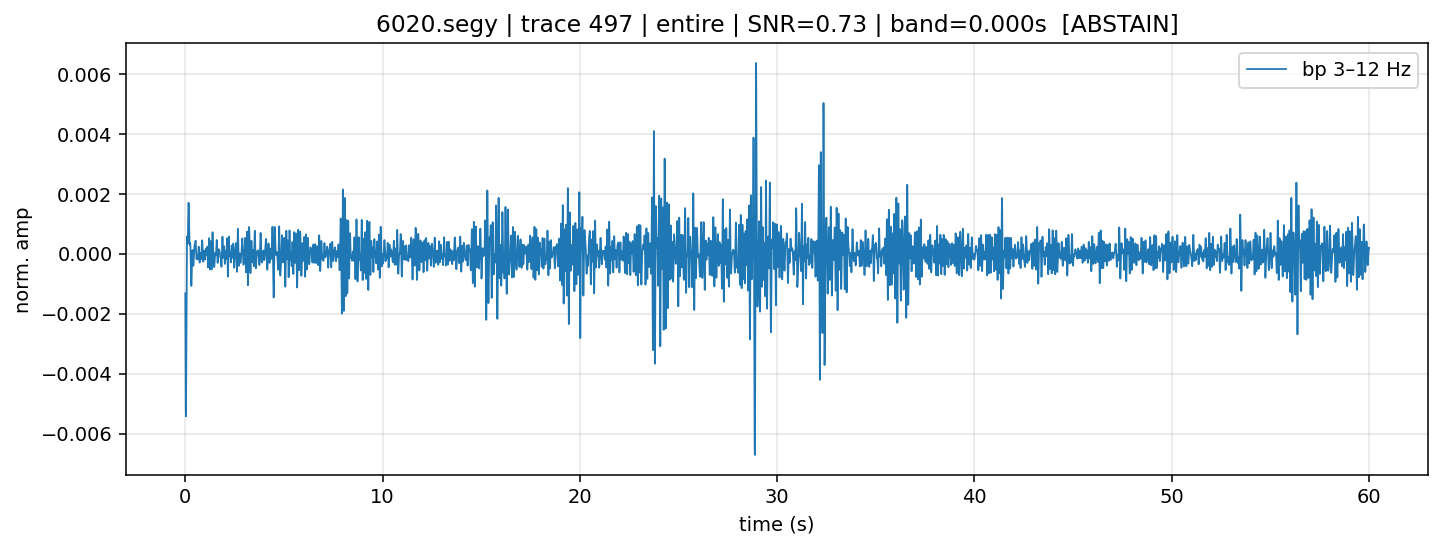 6020.segy | trace 497 | entire | SNR=0.73 | band=0.000s  [ABSTAIN]
bp 3–12 Hz
0.006
0.004
0.002
0.000
−0.002
−0.004
−0.006
norm. amp
0 10 20 30 40 50 60
time (s)